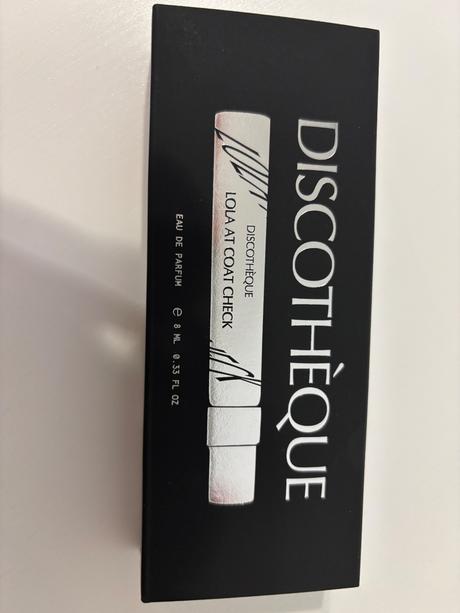 DISCOTHÈQUE
DISCOTHÈQUE
LOLA AT COAT CHECK
EAU DE PARFUM ℮ 8 ML 0.33 FL OZ